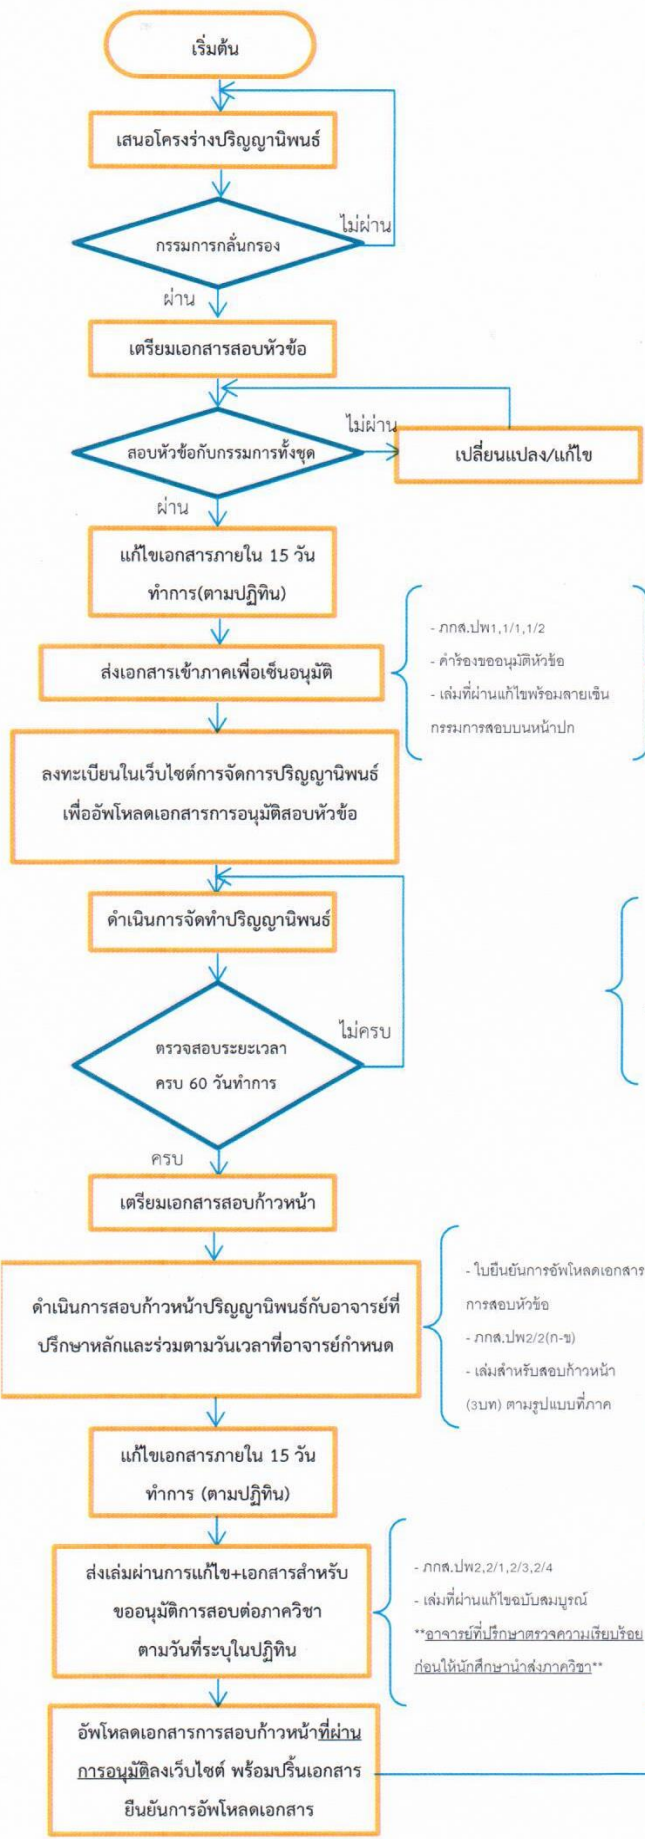 เริ่มต้น
เสนอโครงร่างปริญญานิพนธ์
ไม่ผ่าน
กรรมการกลั่นกรอง
ผ่าน
เตรียมเอกสารสอบหัวข้อ
ไม่ผ่าน
สอบหัวข้อกับกรรมการทั้งชุด
เปลี่ยนแปลง/แก้ไข
ผ่าน
แก้ไขเอกสารภายใน 15 วัน
ทำการ(ตามปฏิทิน)
ส่งเอกสารเข้าภาคเพื่อเซ็นอนุมัติ
- ภกส.ปพ1,1/1,1/2
- คำร้องขออนุมัติหัวข้อ
- เล่มที่ผ่านแก้ไขพร้อมลายเซ็น
กรรมการสอบบนหน้าปก
ลงทะเบียนในเว็บไซต์การจัดการปริญญานิพนธ์
เพื่ออัพโหลดเอกสารการอนุมัติสอบหัวข้อ
ดำเนินการจัดทำปริญญานิพนธ์
ไม่ครบ
ตรวจสอบระยะเวลา
ครบ 60 วันทำการ
ครบ
เตรียมเอกสารสอบก้าวหน้า
ดำเนินการสอบก้าวหน้าปริญญานิพนธ์กับอาจารย์ที่
ปรึกษาหลักและร่วมตามวันเวลาที่อาจารย์กำหนด
- ใบยืนยันการอัพโหลดเอกสาร
การสอบหัวข้อ
- ภกส.ปพ2/2(ก-ข)
- เล่มสำหรับสอบก้าวหน้า
(3บท) ตามรูปแบบที่ภาค
แก้ไขเอกสารภายใน 15 วัน
ทำการ (ตามปฏิทิน)
ส่งเล่มผ่านการแก้ไข+เอกสารสำหรับ
ขออนุมัติการสอบต่อภาควิชา
ตามวันที่ระบุในปฏิทิน
- ภกส.ปพ2,2/1,2/3,2/4
- เล่มที่ผ่านแก้ไขฉบับสมบูรณ์
**อาจารย์ที่ปรึกษาตรวจความเรียบร้อย
ก่อนให้นักศึกษานำส่งภาควิชา**
อัพโหลดเอกสารการสอบก้าวหน้าที่ผ่าน
การอนุมัติลงเว็บไซต์ พร้อมปริ้นเอกสาร
ยืนยันการอัพโหลดเอกสาร